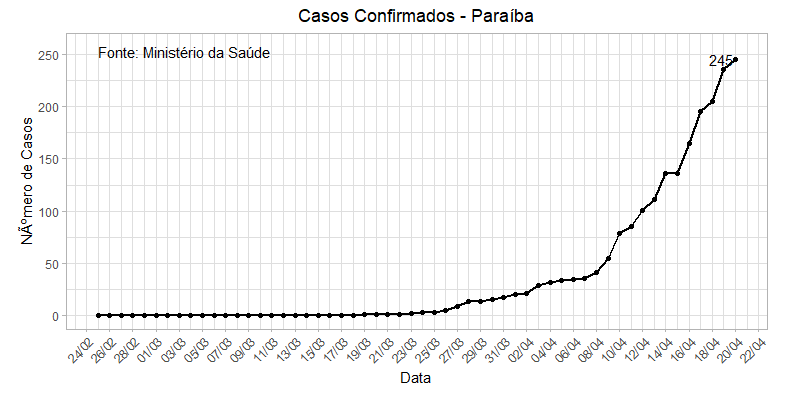 Casos Confirmados - Paraíba
Fonte: Ministério da Saúde
245
250
200
150
100
50
0
NÃºmero de Casos
24/02 26/02 28/02 01/03 03/03 05/03 07/03 09/03 11/03 13/03 15/03 17/03 19/03 21/03 23/03 25/03 27/03 29/03 31/03 02/04 04/04 06/04 08/04 10/04 12/04 14/04 16/04 18/04 20/04 22/04
Data